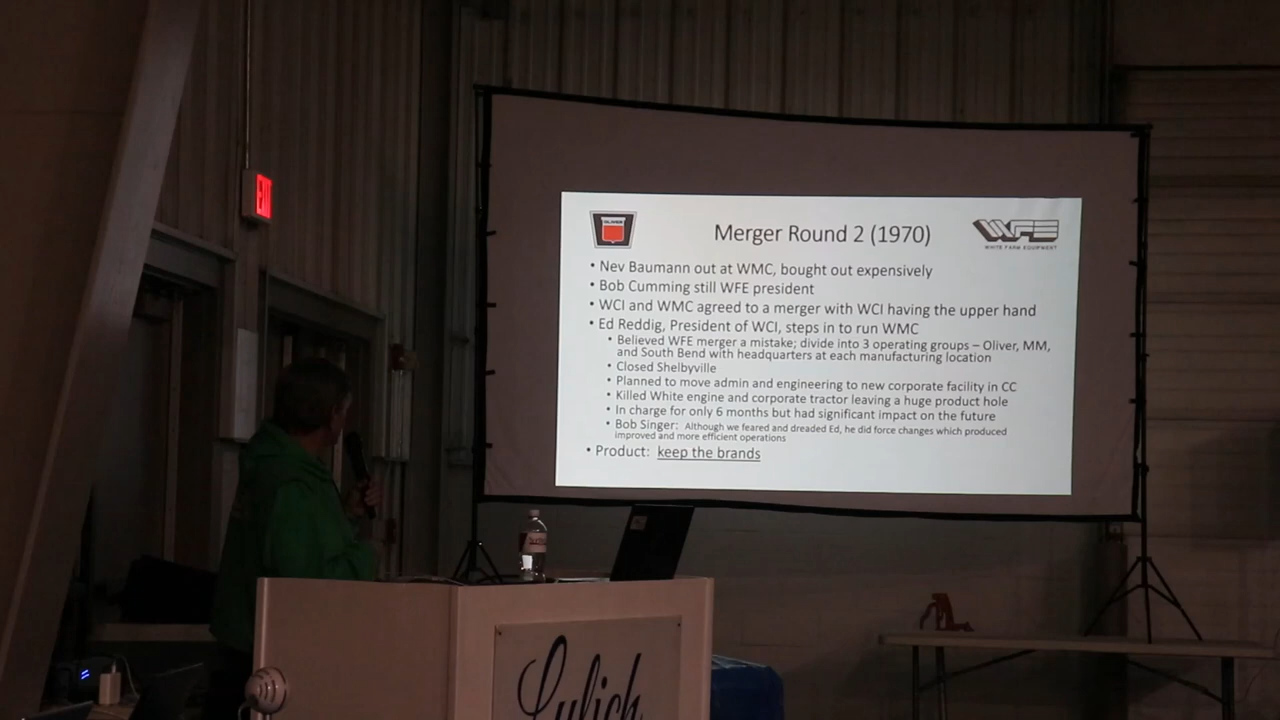 EXIT
OLIVER
Merger Round 2 (1970)
WFE
WHITE FARM EQUIPMENT
• Nev Baumann out at WMC, bought out expensively
• Bob Cumming still WFE president
• WCI and WMC agreed to a merger with WCI having the upper hand
• Ed Reddig, President of WCI, steps in to run WMC
• Believed WFE merger a mistake; divide into 3 operating groups – Oliver, MM,
and South Bend with headquarters at each manufacturing location
• Closed Shelbyville
• Planned to move admin and engineering to new corporate facility in CC
• Killed White engine and corporate tractor leaving a huge product hole
• In charge for only 6 months but had significant impact on the future
• Bob Singer: Although we feared and dreaded Ed, he did force changes which produced
improved and more efficient operations
• Product: keep the brands
Lulich